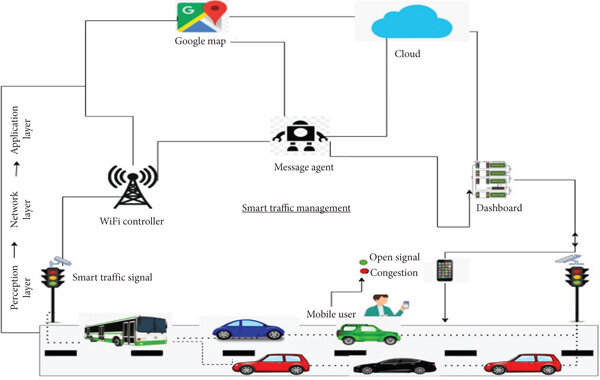 Google map
Cloud
Message agent
WiFi controller
Smart traffic management
Dashboard
Application
layer
Network
layer
Perception
layer
Smart traffic signal
Open signal
Congestion
Mobile user